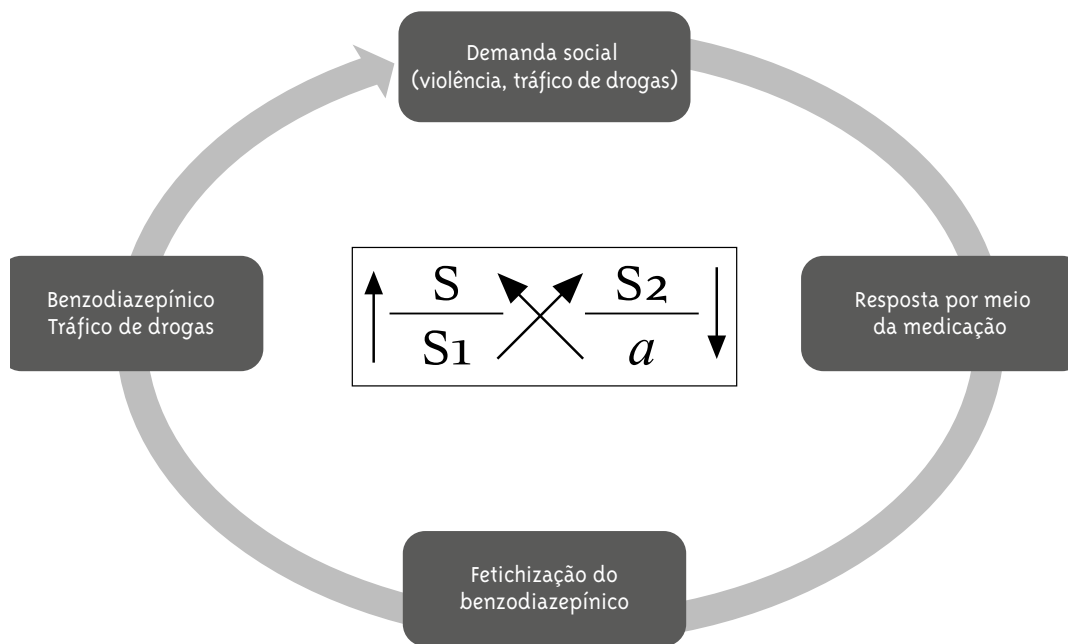 Demanda social
(violência, tráfico de drogas)
Benzodiazepínico
Tráfico de drogas
S S2
S1 a
Resposta por meio
da medicação
Fetichização do
benzodiazepínico